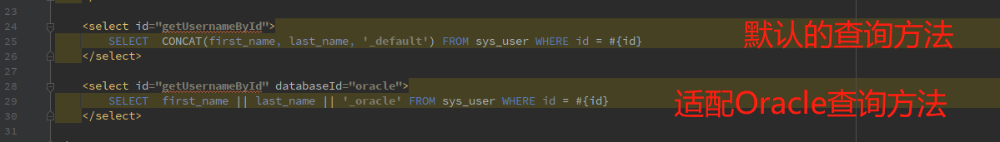 23
24 <select id="getUsernameById">
默认的查询方法
25 SELECT CONCAT(first_name, last_name, '_default') FROM sys_user WHERE id = #{id}
26 </select>
27
28 <select id="getUsernameById" databaseId="oracle">
适配Oracle查询方法
29 SELECT first_name || last_name || '_oracle' FROM sys_user WHERE id = #{id}
30 </select>
31